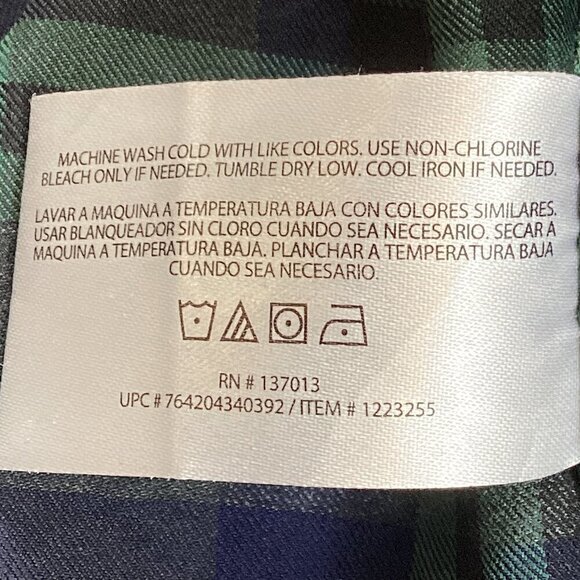 MACHINE WASH COLD WITH LIKE COLORS. USE NON-CHLORINE
BLEACH ONLY IF NEEDED. TUMBLE DRY LOW. COOL IRON IF NEEDED.
LAVAR A MAQUINA A TEMPERATURA BAJA CON COLORES SIMILARES.
USAR BLANQUEADOR SIN CLORO CUANDO SEA NECESARIO. SECAR A
MAQUINA A TEMPERATURA BAJA. PLANCHAR A TEMPERATURA BAJA
CUANDO SEA NECESARIO.
RN # 137013
UPC # 764204340392 / ITEM # 1223255